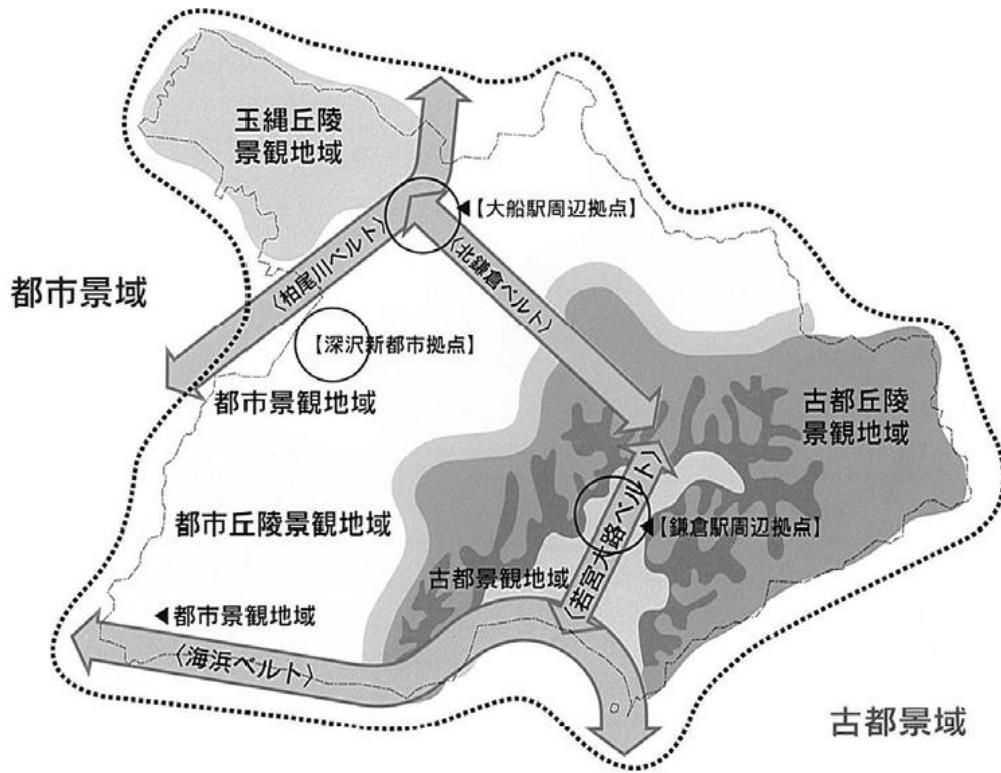 玉縄丘陵
景観地域
◀【大船駅周辺拠点】
〈柏尾川ベルト〉
〈北鎌倉ベルト〉
都市景域
【深沢新都市拠点】
都市景観地域
古都丘陵
景観地域
都市丘陵景観地域
〈若宮大路ベルト〉
◀【鎌倉駅周辺拠点】
古都景観地域
◀都市景観地域
〈海浜ベルト〉
古都景域